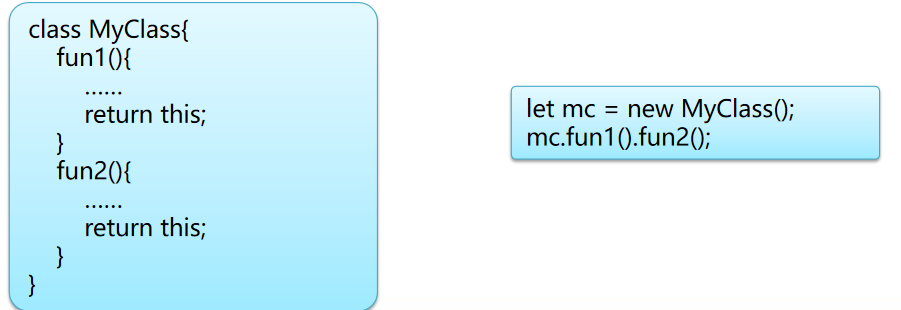 class MyClass{
fun1(){
......
return this;
}
fun2(){
......
return this;
}
}
let mc = new MyClass();
mc.fun1().fun2();